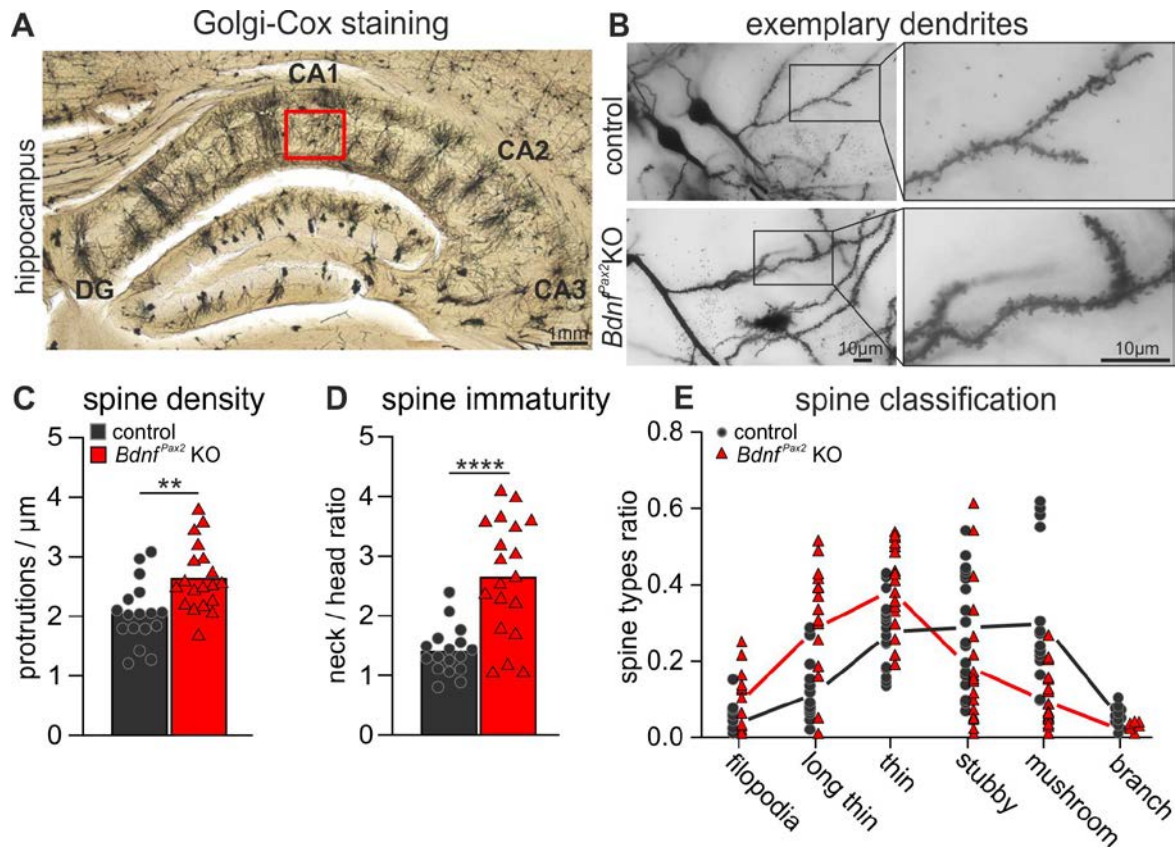 A Golgi-Cox staining
hippocampus
CA1
CA2
CA3
DG
1mm
B exemplary dendrites
control
Bdnf^Pax2 KO
10µm
10µm
C spine density
control
Bdnf^Pax2 KO
protrutions / µm
5
4
3
2
1
0
**
D spine immaturity
neck / head ratio
5
4
3
2
1
0
****
E spine classification
control
Bdnf^Pax2 KO
spine types ratio
0.8
0.6
0.4
0.2
0.0
filopodia
long thin
thin
stubby
mushroom
branch